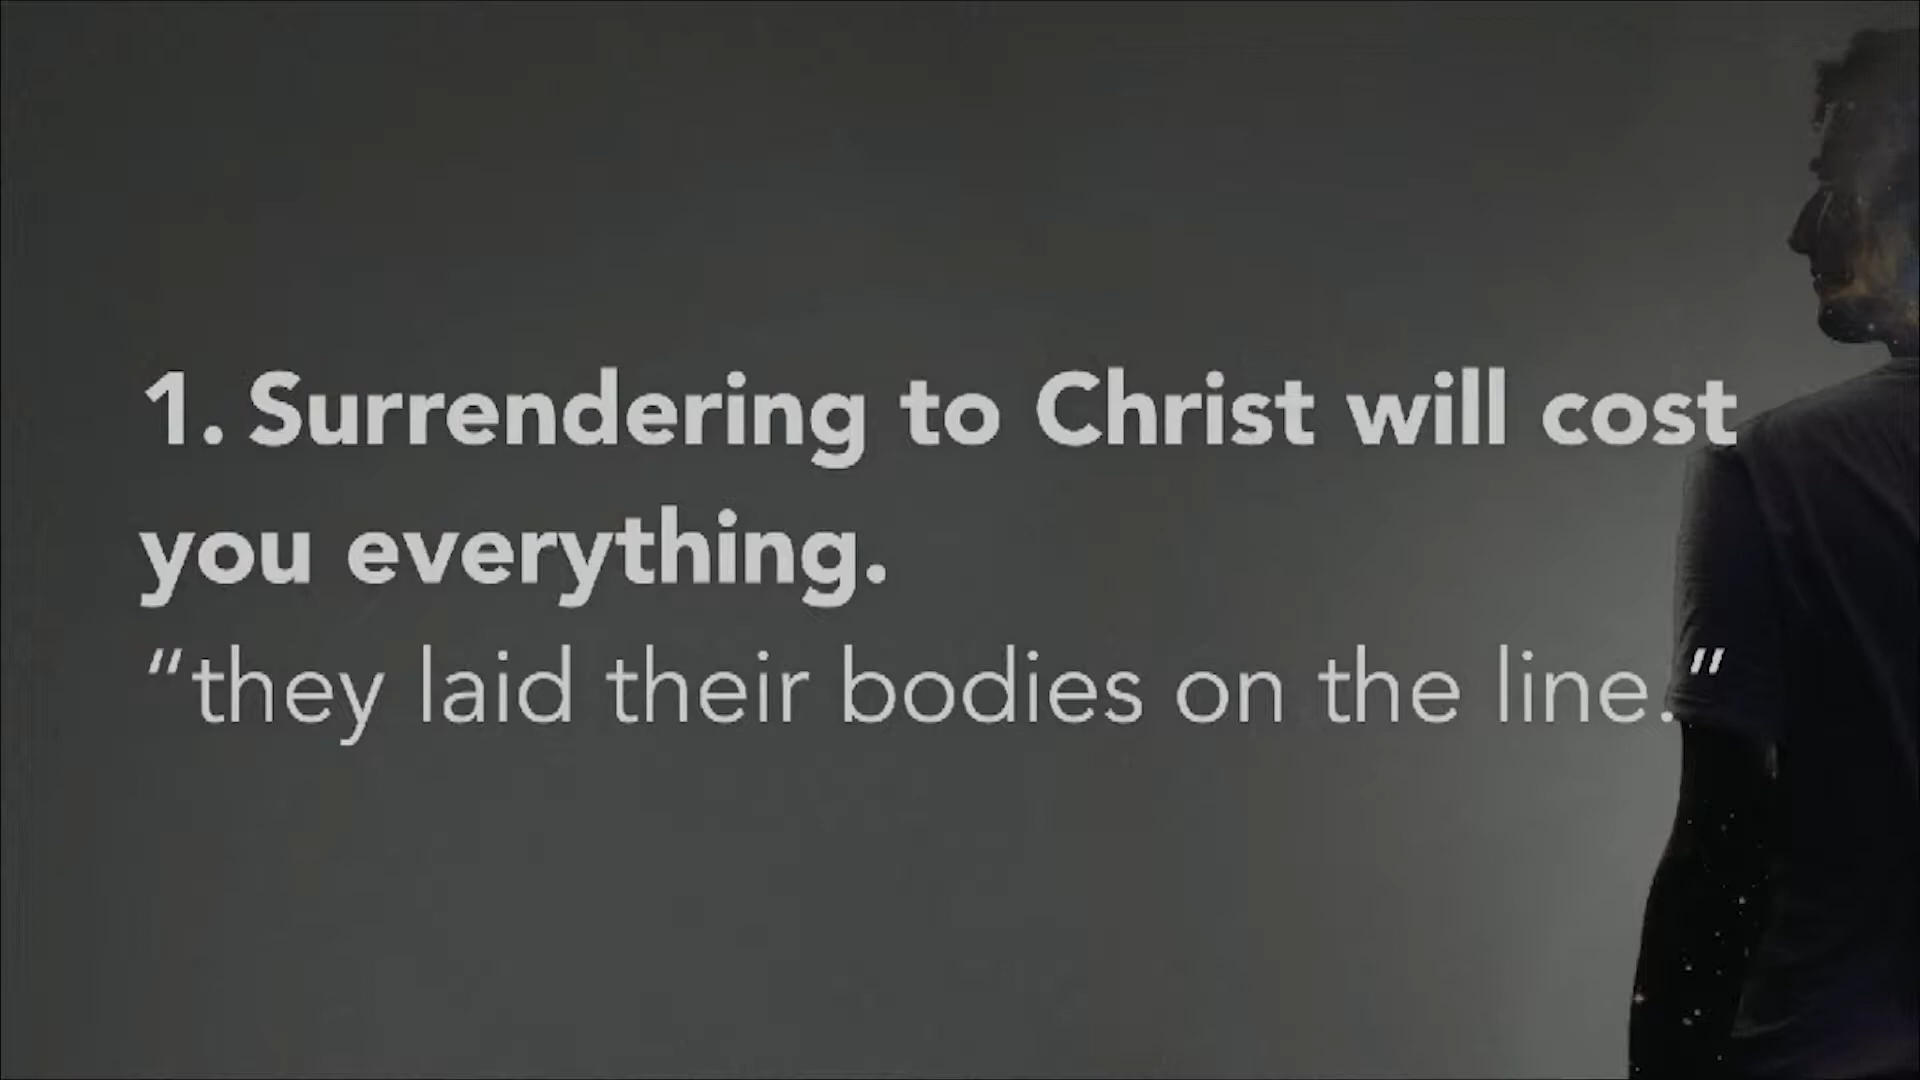 1. Surrendering to Christ will cost
you everything.
“they laid their bodies on the line.”